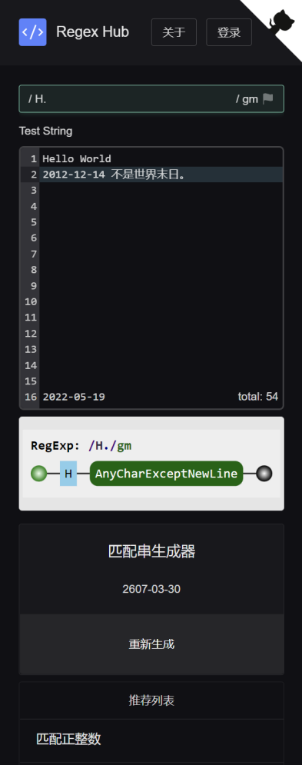 </> Regex Hub 关于 登录
/ H. / gm
Test String
1 Hello World
2 2012-12-14 不是世界末日。
3
4
5
6
7
8
9
10
11
12
13
14
15
16 2022-05-19 total: 54
RegExp: /H./gm
H AnyCharExceptNewLine
匹配串生成器
2607-03-30
重新生成
推荐列表
匹配正整数